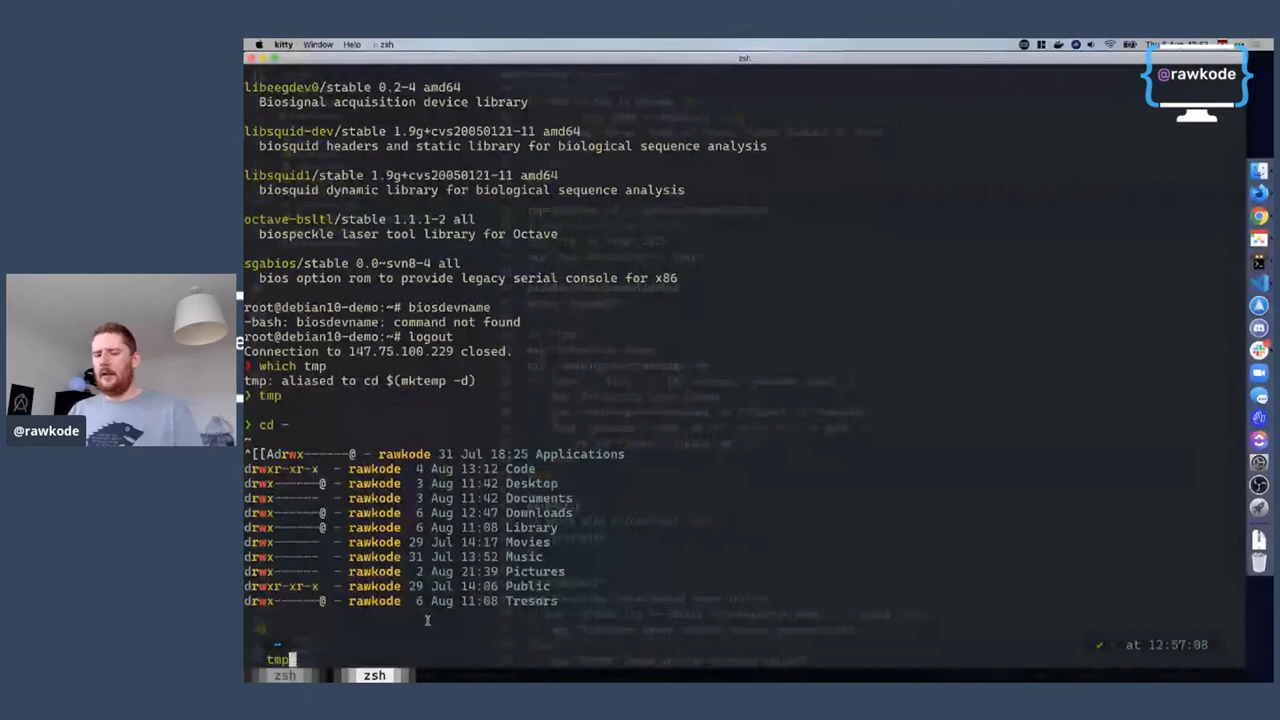 kitty Window Help :: zsh
zsh
@rawkode
libeegdev0/stable 0.2-4 amd64
Biosignal acquisition device library
libsquid-dev/stable 1.9g+cvs20050121-11 amd64
biosquid headers and static library for biological sequence analysis
libsquid1/stable 1.9g+cvs20050121-11 amd64
biosquid dynamic library for biological sequence analysis
octave-bsltl/stable 1.1.1-2 all
biospeckle laser tool library for Octave
sgabios/stable 0.0~svn8-4 all
bios option rom to provide legacy serial console for x86
root@debian10-demo:~# biosdevname
-bash: biosdevname: command not found
root@debian10-demo:~# logout
Connection to 147.75.100.229 closed.
❯ which tmp
tmp: aliased to cd $(mktemp -d)
❯ tmp
❯ cd -
~
^[[Adrwx------@ - rawkode 31 Jul 18:25 Applications
drwxr-xr-x - rawkode 4 Aug 13:12 Code
drwx------@ - rawkode 3 Aug 11:42 Desktop
drwx------ - rawkode 3 Aug 11:42 Documents
drwx------@ - rawkode 6 Aug 12:47 Downloads
drwx------@ - rawkode 6 Aug 11:08 Library
drwx------ - rawkode 29 Jul 14:17 Movies
drwx------ - rawkode 31 Jul 13:52 Music
drwx------ - rawkode 2 Aug 21:39 Pictures
drwxr-xr-x - rawkode 29 Jul 14:06 Public
drwx------@ - rawkode 6 Aug 11:08 Tresors
~
✔ at 12:57:08
tmp
zsh zsh
@rawkode